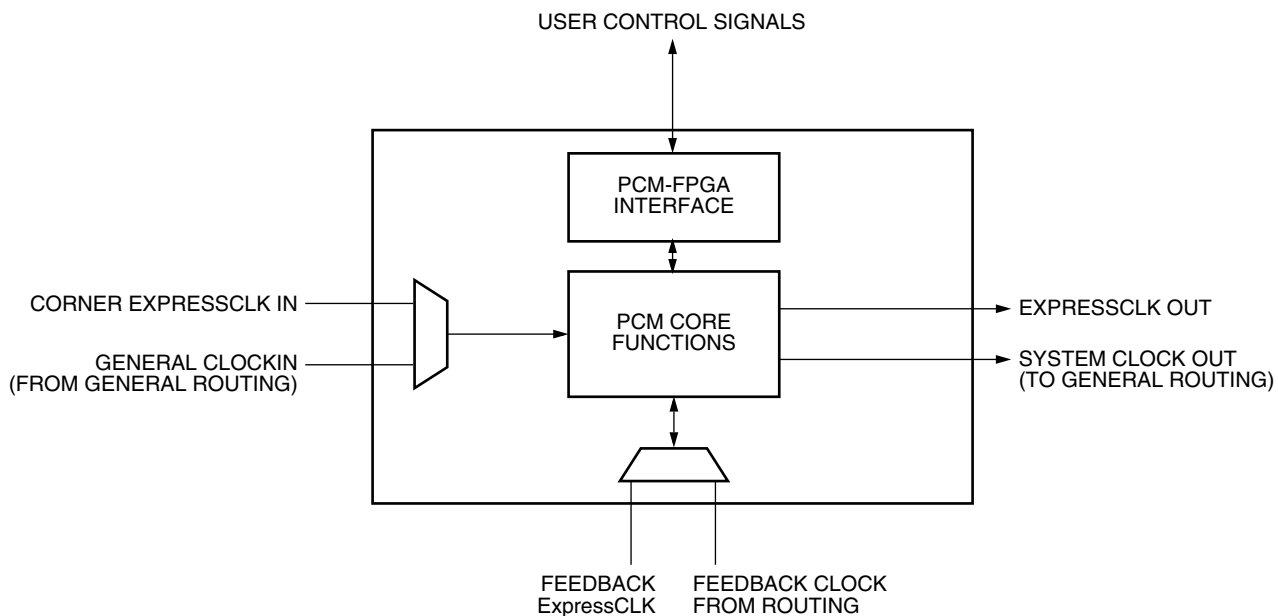 USER CONTROL SIGNALS
PCM-FPGA
INTERFACE
CORNER EXPRESSCLK IN
GENERAL CLOCKIN
(FROM GENERAL ROUTING)
PCM CORE
FUNCTIONS
EXPRESSCLK OUT
SYSTEM CLOCK OUT
(TO GENERAL ROUTING)
FEEDBACK
ExpressCLK
FEEDBACK CLOCK
FROM ROUTING